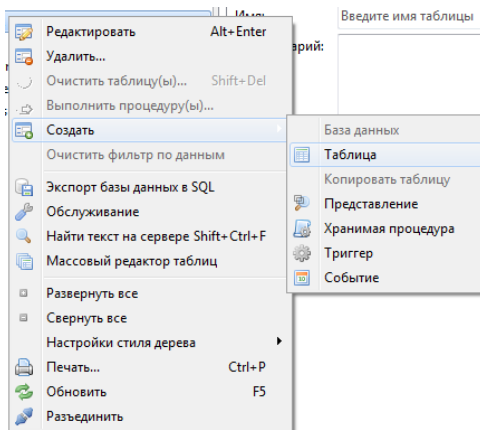 Имя:
Введите имя таблицы
арий:
Редактировать Alt+Enter
Удалить...
Очистить таблицу(ы)... Shift+Del
Выполнить процедуру(ы)...
Создать
Очистить фильтр по данным
Экспорт базы данных в SQL
Обслуживание
Найти текст на сервере Shift+Ctrl+F
Массовый редактор таблиц
Развернуть все
Свернуть все
Настройки стиля дерева
Печать... Ctrl+P
Обновить F5
Разъединить
База данных
Таблица
Копировать таблицу
Представление
Хранимая процедура
Триггер
Событие